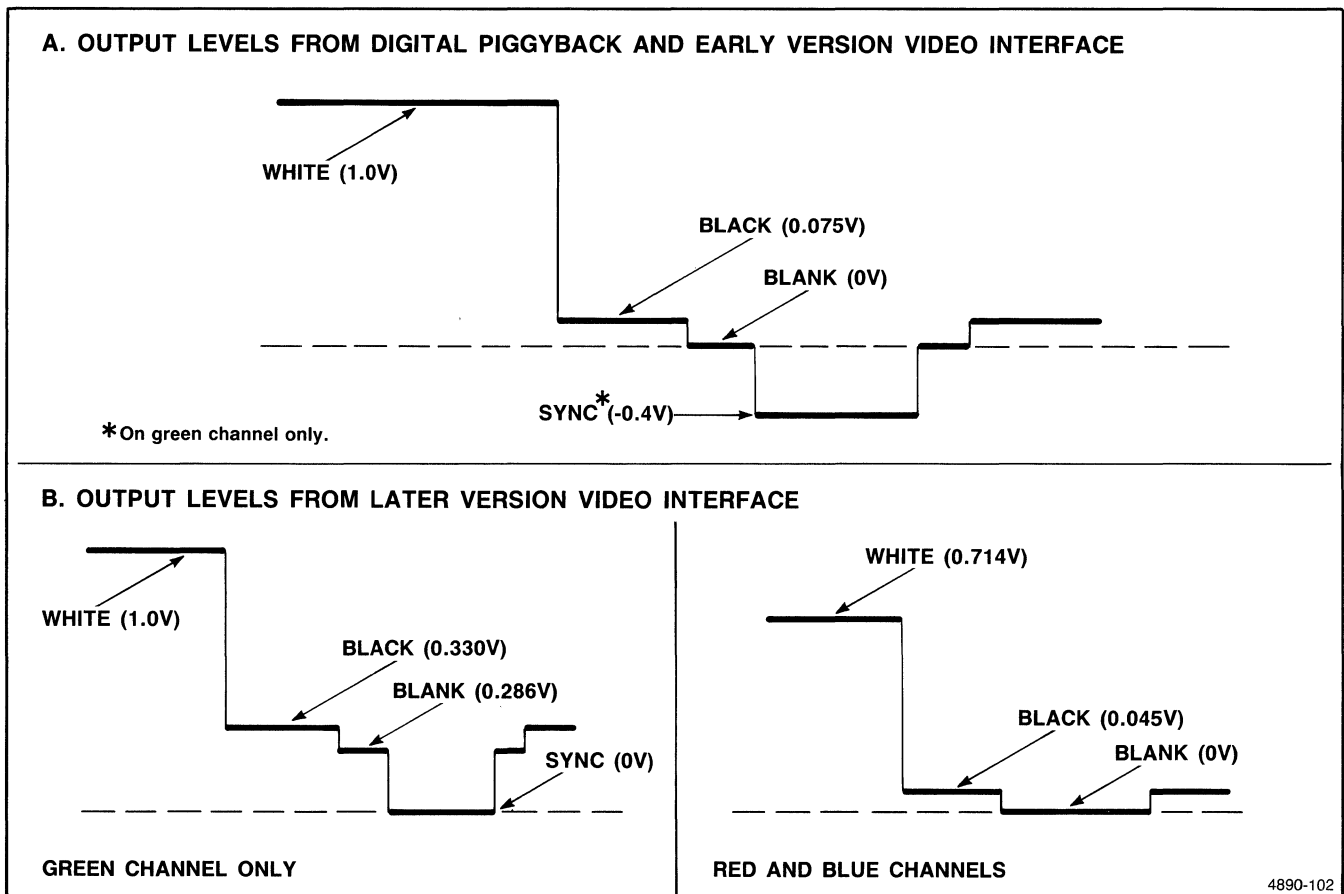 A. OUTPUT LEVELS FROM DIGITAL PIGGYBACK AND EARLY VERSION VIDEO INTERFACE
WHITE (1.0V)
BLACK (0.075V)
BLANK (0V)
SYNC*(-0.4V)
*On green channel only.
B. OUTPUT LEVELS FROM LATER VERSION VIDEO INTERFACE
WHITE (1.0V)
BLACK (0.330V)
BLANK (0.286V)
SYNC (0V)
GREEN CHANNEL ONLY
WHITE (0.714V)
BLACK (0.045V)
BLANK (0V)
RED AND BLUE CHANNELS
4890-102